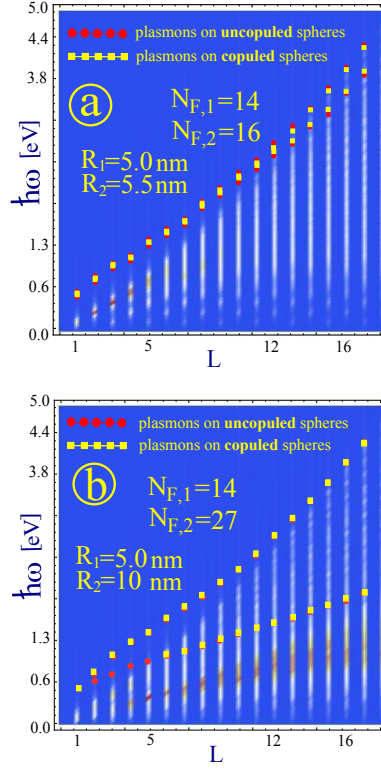 5.0
4.4
3.8
1.3
0.6
0.0
ħω [eV]
plasmons on uncopuled spheres
plasmons on copuled spheres
a
N_F,1=14
N_F,2=16
R_1=5.0 nm
R_2=5.5 nm
1 5 12 16
L
5.0
4.4
3.8
1.3
0.6
0.0
ħω [eV]
plasmons on uncopuled spheres
plasmons on copuled spheres
b
N_F,1=14
N_F,2=27
R_1=5.0 nm
R_2=10 nm
1 5 12 16
L